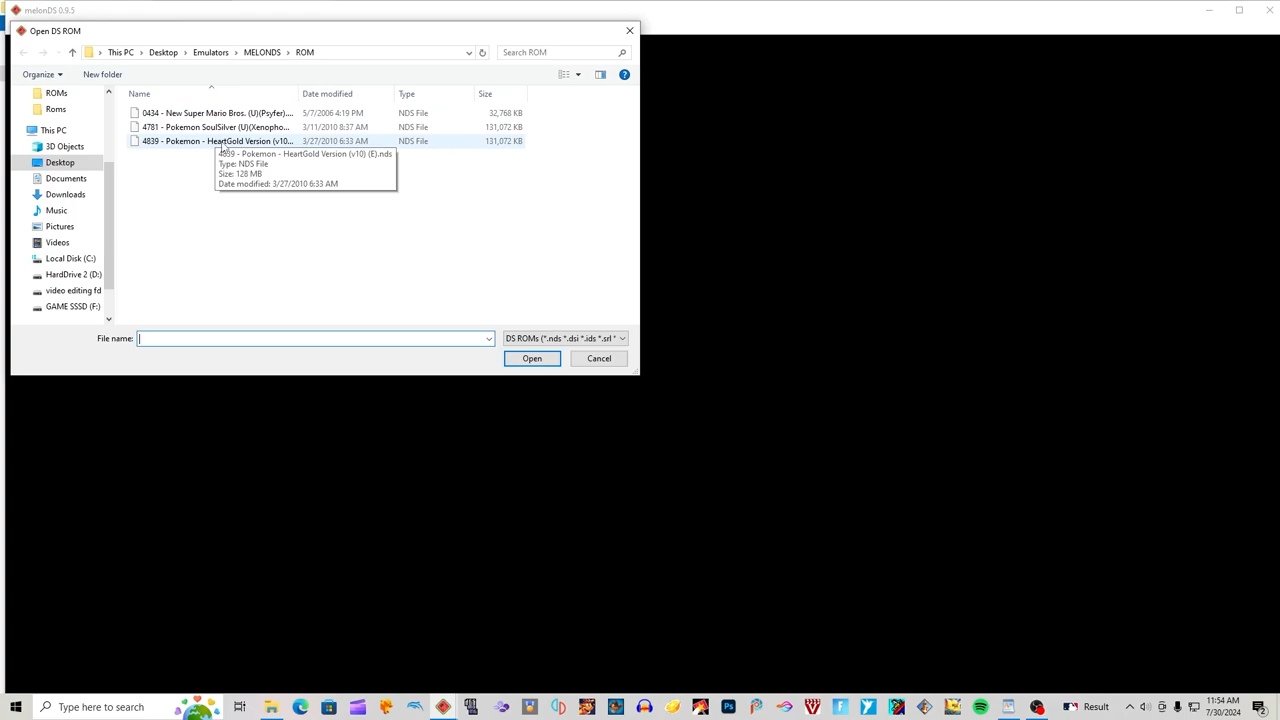 melonDS 0.9.5
Open DS ROM
This PC > Desktop > Emulators > MELONDS > ROM
Search ROM
Organize
New folder
Name
Date modified
Type
Size
ROMs
Roms
This PC
3D Objects
Desktop
Documents
Downloads
Music
Pictures
Videos
Local Disk (C:)
HardDrive 2 (D:)
video editing fd
GAME SSSD (F:)
0434 - New Super Mario Bros. (U)(Psyfer).... 5/7/2006 4:19 PM NDS File 32,768 KB
4781 - Pokemon SoulSilver (U)(Xenopho... 3/11/2010 8:37 AM NDS File 131,072 KB
4839 - Pokemon - HeartGold Version (v10... 3/27/2010 6:33 AM NDS File 131,072 KB
4839 - Pokemon - HeartGold Version (v10) (E).nds
Type: NDS File
Size: 128 MB
Date modified: 3/27/2010 6:33 AM
File name:
DS ROMs (*.nds *.dsi *.ids *.srl *
Open
Cancel
Type here to search
Result
11:54 AM
7/30/2024